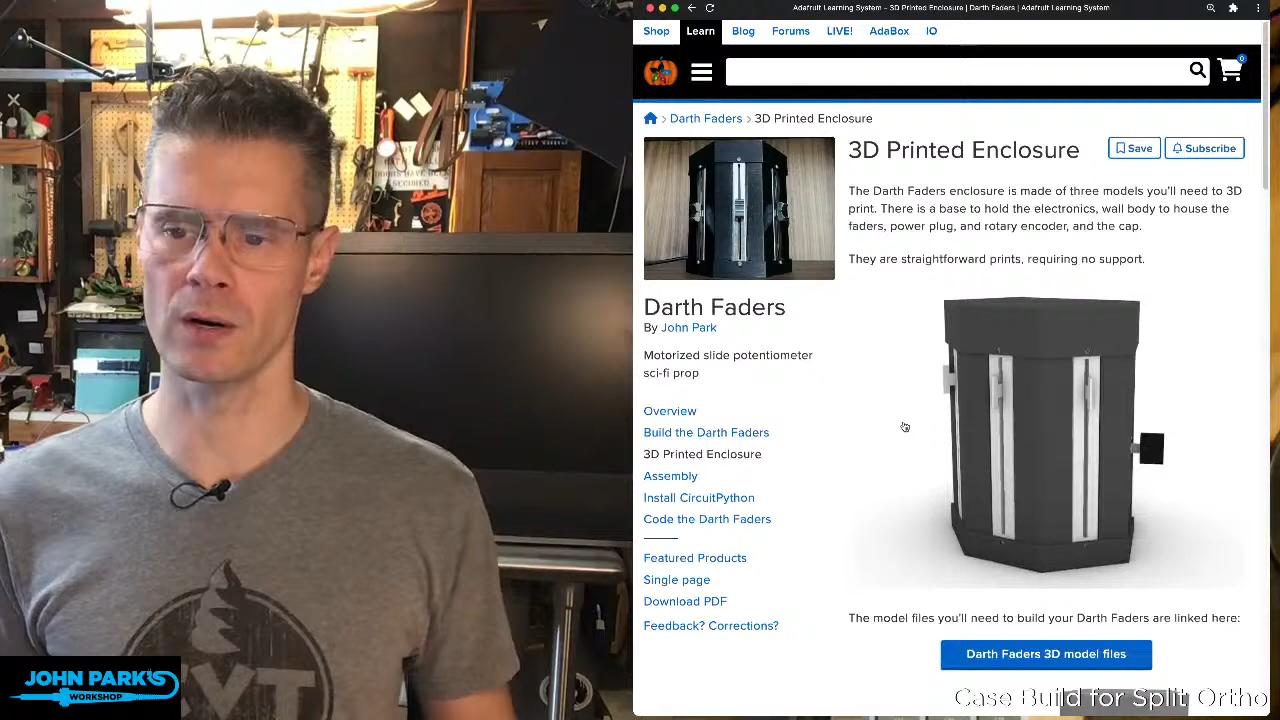 Adafruit Learning System - 3D Printed Enclosure | Darth Faders | Adafruit Learning System
Shop Learn Blog Forums LIVE! AdaBox IO
0
Darth Faders > 3D Printed Enclosure
3D Printed Enclosure
Save Subscribe
The Darth Faders enclosure is made of three models you'll need to 3D
print. There is a base to hold the electronics, wall body to house the
faders, power plug, and rotary encoder, and the cap.
They are straightforward prints, requiring no support.
Darth Faders
By John Park
Motorized slide potentiometer
sci-fi prop
Overview
Build the Darth Faders
3D Printed Enclosure
Assembly
Install CircuitPython
Code the Darth Faders
Featured Products
Single page
Download PDF
Feedback? Corrections?
The model files you'll need to build your Darth Faders are linked here:
Darth Faders 3D model files
Case Build for Split Ortho
JOHN PARK'S
WORKSHOP
SECURED